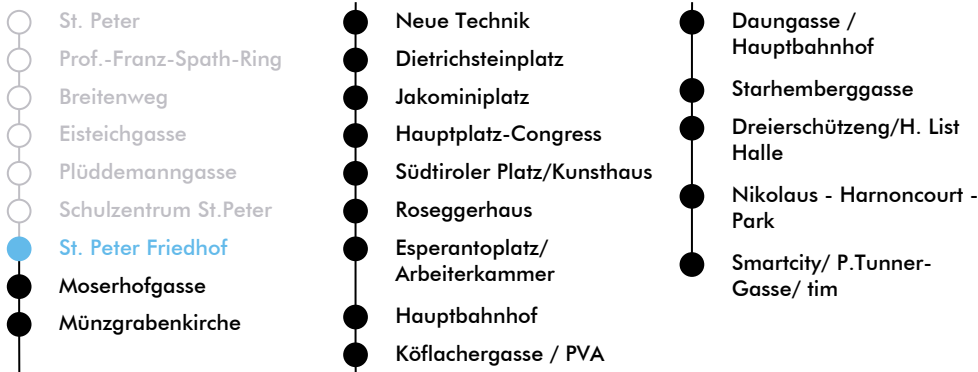 St. Peter
Prof.-Franz-Spath-Ring
Breitenweg
Eisteichgasse
Plüddemanngasse
Schulzentrum St.Peter
St. Peter Friedhof
Moserhofgasse
Münzgrabenkirche
Neue Technik
Dietrichsteinplatz
Jakominiplatz
Hauptplatz-Congress
Südtiroler Platz/Kunsthaus
Roseggerhaus
Esperantoplatz/
Arbeiterkammer
Hauptbahnhof
Köflachergasse / PVA
Daungasse /
Hauptbahnhof
Starhemberggasse
Dreierschützeng/H. List
Halle
Nikolaus - Harnoncourt -
Park
Smartcity/ P.Tunner-
Gasse/ tim